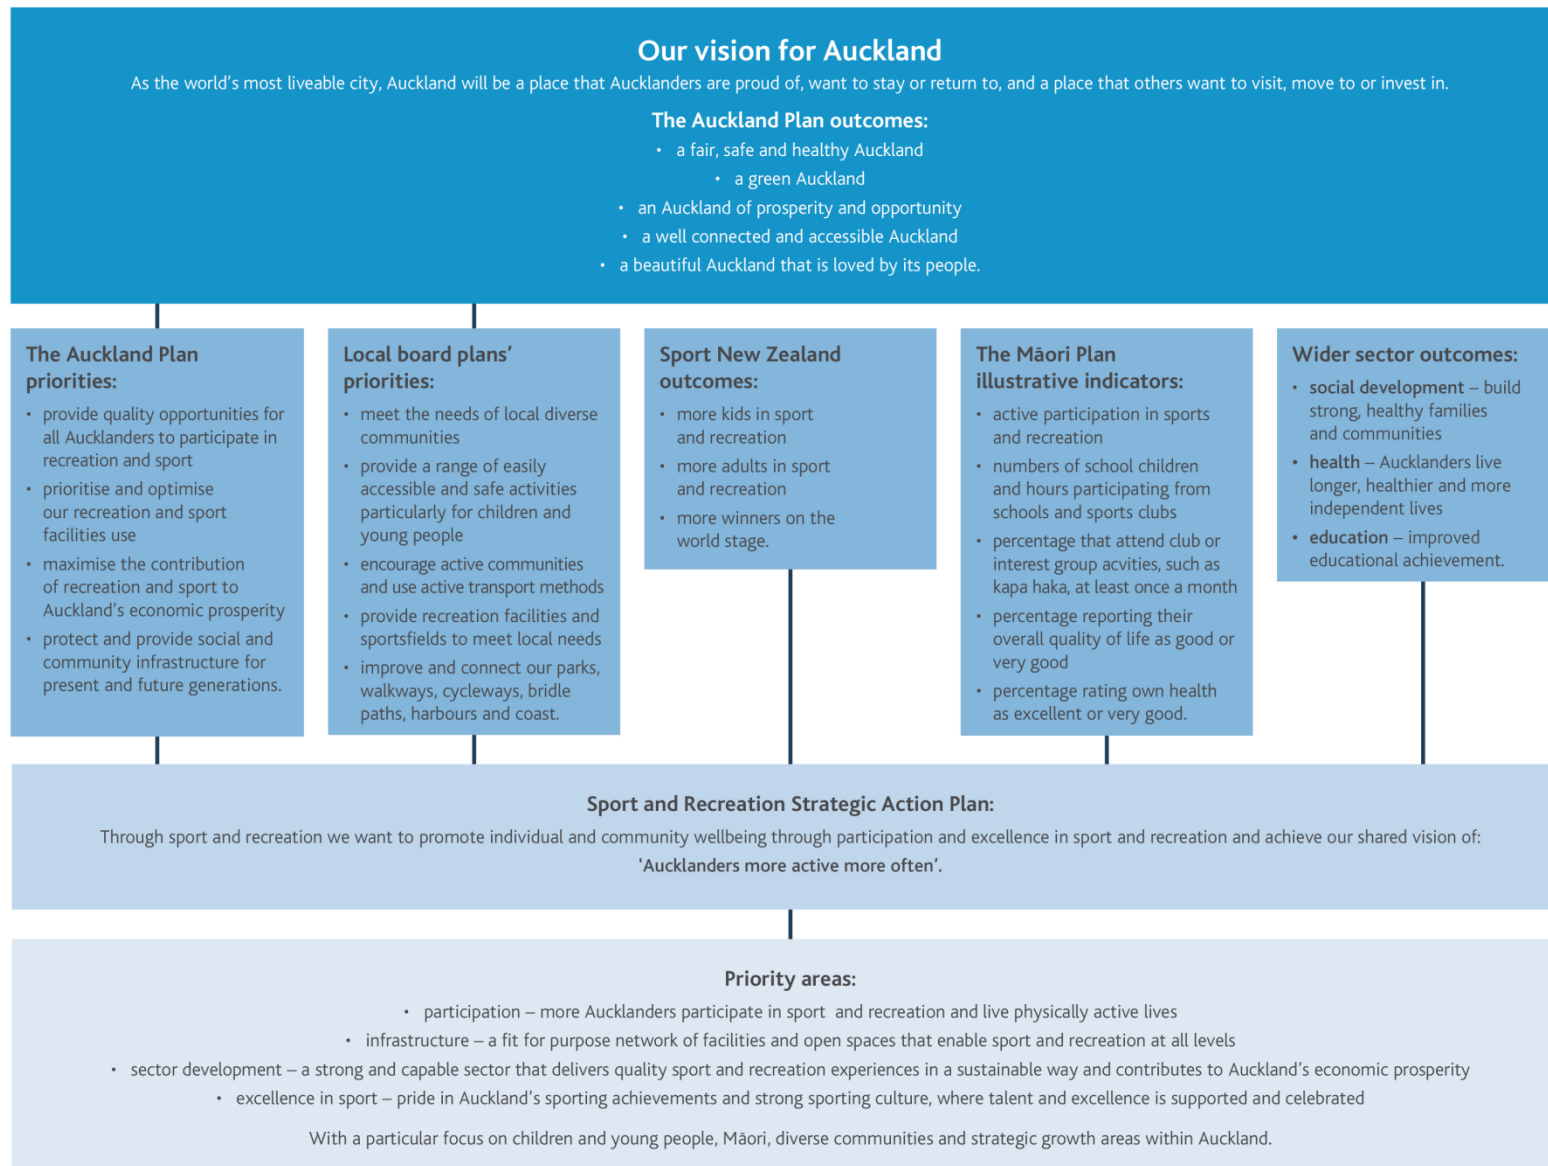 Our vision for Auckland
As the world's most liveable city, Auckland will be a place that Aucklanders are proud of, want to stay or return to, and a place that others want to visit, move to or invest in.
The Auckland Plan outcomes:
• a fair, safe and healthy Auckland
• a green Auckland
• an Auckland of prosperity and opportunity
• a well connected and accessible Auckland
• a beautiful Auckland that is loved by its people.
The Auckland Plan
priorities:
• provide quality opportunities for
all Aucklanders to participate in
recreation and sport
• prioritise and optimise
our recreation and sport
facilities use
• maximise the contribution
of recreation and sport to
Auckland's economic prosperity
• protect and provide social and
community infrastructure for
present and future generations.
Local board plans'
priorities:
• meet the needs of local diverse
communities
• provide a range of easily
accessible and safe activities
particularly for children and
young people
• encourage active communities
and use active transport methods
• provide recreation facilities and
sportsfields to meet local needs
• improve and connect our parks,
walkways, cycleways, bridle
paths, harbours and coast.
Sport New Zealand
outcomes:
• more kids in sport
and recreation
• more adults in sport
and recreation
• more winners on the
world stage.
The Māori Plan
illustrative indicators:
• active participation in sports
and recreation
• numbers of school children
and hours participating from
schools and sports clubs
• percentage that attend club or
interest group acvities, such as
kapa haka, at least once a month
• percentage reporting their
overall quality of life as good or
very good
• percentage rating own health
as excellent or very good.
Wider sector outcomes:
• social development – build
strong, healthy families
and communities
• health – Aucklanders live
longer, healthier and more
independent lives
• education – improved
educational achievement.
Sport and Recreation Strategic Action Plan:
Through sport and recreation we want to promote individual and community wellbeing through participation and excellence in sport and recreation and achieve our shared vision of:
'Aucklanders more active more often'.
Priority areas:
• participation – more Aucklanders participate in sport and recreation and live physically active lives
• infrastructure – a fit for purpose network of facilities and open spaces that enable sport and recreation at all levels
• sector development – a strong and capable sector that delivers quality sport and recreation experiences in a sustainable way and contributes to Auckland's economic prosperity
• excellence in sport – pride in Auckland's sporting achievements and strong sporting culture, where talent and excellence is supported and celebrated
With a particular focus on children and young people, Māori, diverse communities and strategic growth areas within Auckland.